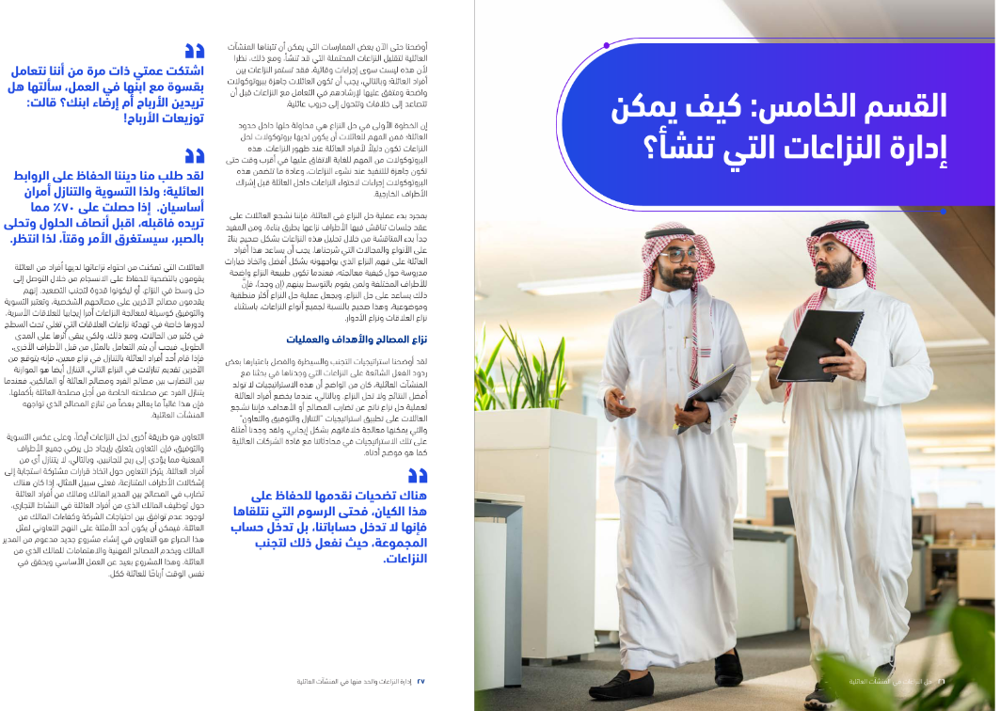 القسم الخامس: كيف يمكن
إدارة النزاعات التي تنشأ؟
أوضحنا حتى الآن بعض الممارسات التي يمكن أن تتبناها المنشآت
العائلية لتقليل النزاعات المحتملة التي قد تنشأ. ومع ذلك، نظرا
لأن هذه ليست سوى إجراءات وقائية، فقد تستمر النزاعات بين
أفراد العائلة؛ وبالتالي، يجب أن تكون العائلات جاهزة ببروتوكولات
واضحة ومتفق عليها لإرشادهم في التعامل مع النزاعات قبل أن
تتصاعد إلى خلافات وتتحول إلى حروب عائلية.
إن الخطوة الأولى في حل النزاع هي محاولة حلها داخل حدود
العائلة؛ فمن المهم للعائلات أن يكون لديها بروتوكولات لحل
النزاعات تكون دليلاً لأفراد العائلة عند ظهور النزاعات. هذه
البروتوكولات من المهم للغاية الاتفاق عليها في أقرب وقت حتى
تكون جاهزة للتنفيذ عند نشوء النزاعات، وعادة ما تتضمن هذه
البروتوكولات إجراءات لاحتواء النزاعات داخل العائلة قبل إشراك
الأطراف الخارجية.
بمجرد بدء عملية حل النزاع في العائلة، فإننا نشجع العائلات على
عقد جلسات تناقش فيها الأطراف نزاعها بطرق بناءة، ومن المفيد
جداً بدء المناقشة من خلال تحليل هذه النزاعات بشكل صحيح بناءً
على الأنواع والمجالات التي شرحناها. يجب أن يساعد هذا أفراد
العائلة على فهم النزاع الذي يواجهونه بشكل أفضل واتخاذ خيارات
مدروسة حول كيفية معالجته، فعندما تكون طبيعة النزاع واضحة
للأطراف المختلفة ولمن يقوم بالتوسط بينهم (إن وجد)، فإنَّ
ذلك يساعد على حل النزاع، ويجعل عملية حل النزاع أكثر منطقية
وموضوعية، وهذا صحيح بالنسبة لجميع أنواع النزاعات، باستثناء
نزاع العلاقات ونزاع الأدوار.
نزاع المصالح والأهداف والعمليات
لقد أوضحنا استراتيجيات التجنب والسيطرة والفصل باعتبارها بعض
ردود الفعل الشائعة على النزاعات التي وجدناها في بحثنا مع
المنشآت العائلية، كان من الواضح أن هذه الاستراتيجيات لا تولد
أفضل النتائج ولا تحل النزاع. وبالتالي، عندما يخضع أفراد العائلة
لعملية حل نزاع ناتج عن تضارب المصالح أو الأهداف، فإننا نشجع
العائلات على تطبيق استراتيجيات "التنازل والتوفيق والتعاون"
والتي يمكنها معالجة خلافاتهم بشكل إيجابي، ولقد وجدنا أمثلة
على تلك الاستراتيجيات في محادثاتنا مع قادة الشركات العائلية
كما هو موضح أدناه.
هناك تضحيات نقدمها للحفاظ على
هذا الكيان، فحتى الرسوم التي نتلقاها
فإنها لا تدخل حساباتنا، بل تدخل حساب
المجموعة، حيث نفعل ذلك لتجنب
النزاعات.
اشتكت عمتي ذات مرة من أننا نتعامل
بقسوة مع ابنها في العمل، سألتها هل
تريدين الأرباح أم إرضاء ابنك؟ قالت:
توزيعات الأرباح!
لقد طلب منا ديننا الحفاظ على الروابط
العائلية؛ ولذا التسوية والتنازل أمران
أساسيان. إذا حصلت على ٧٠٪ مما
تريده فاقبله، اقبل أنصاف الحلول وتحلى
بالصبر، سيستغرق الأمر وقتاً، لذا انتظر.
العائلات التي تمكنت من احتواء نزاعاتها لديها أفراد من العائلة
يقومون بالتضحية للحفاظ على الانسجام من خلال التوصل إلى
حل وسط في النزاع، أو ليكونوا قدوة لتجنب التصعيد. إنهم
يقدمون مصالح الآخرين على مصالحهم الشخصية، وتعتبر التسوية
والتوفيق كوسيلة لمعالجة النزاعات أمرا إيجابيا للعلاقات الأسرية،
لدورها خاصة في تهدئة نزاعات العلاقات التي تغلي تحت السطح
في كثير من الحالات. ومع ذلك، ولكي يبقى أثرها على المدى
الطويل، فيجب أن يتم التعامل بالمثل من قبل الأطراف الأخرى،
فإذا قام أحد أفراد العائلة بالتنازل في نزاع معين، فإنه يتوقع من
الآخرين تقديم تنازلات في النزاع التالي. التنازل أيضا هو الموازنة
بين التضارب بين مصالح الفرد ومصالح العائلة أو المالكين، فعندما
يتنازل الفرد عن مصلحته الخاصة من أجل مصلحة العائلة بأكملها،
فإن هذا غالباً ما يعالج بعضاً من تنازع المصالح الذي تواجهه
المنشآت العائلية.
التعاون هو طريقة أخرى لحل النزاعات أيضاً، وعلى عكس التسوية
والتوفيق، فإن التعاون يتعلق بإيجاد حل يرضي جميع الأطراف
المعنية مما يؤدي إلى ربح للجانبين، وبالتالي، لا يتنازل أي من
أفراد العائلة. يتركز التعاون حول اتخاذ قرارات مشتركة استجابة إلى
إشكالات الأطراف المتنازعة، فعلى سبيل المثال، إذا كان هناك
تضارب في المصالح بين المدير المالك ومالك من أفراد العائلة
حول توظيف المالك الذي من أفراد العائلة في النشاط التجاري،
لوجود عدم توافق بين احتياجات الشركة وكفاءات المالك من
العائلة، فيمكن أن يكون أحد الأمثلة على النهج التعاوني لمثل
هذا الصراع هو التعاون في إنشاء مشروع جديد مدعوم من المدير
المالك ويخدم المصالح المهنية والاهتمامات للمالك الذي من
العائلة، وهذا المشروع بعيد عن العمل الأساسي ويحقق في
نفس الوقت أرباحًا للعائلة ككل.
٢٧ إدارة النزاعات والحد منها في المنشآت العائلية
في المنشآت العائلية